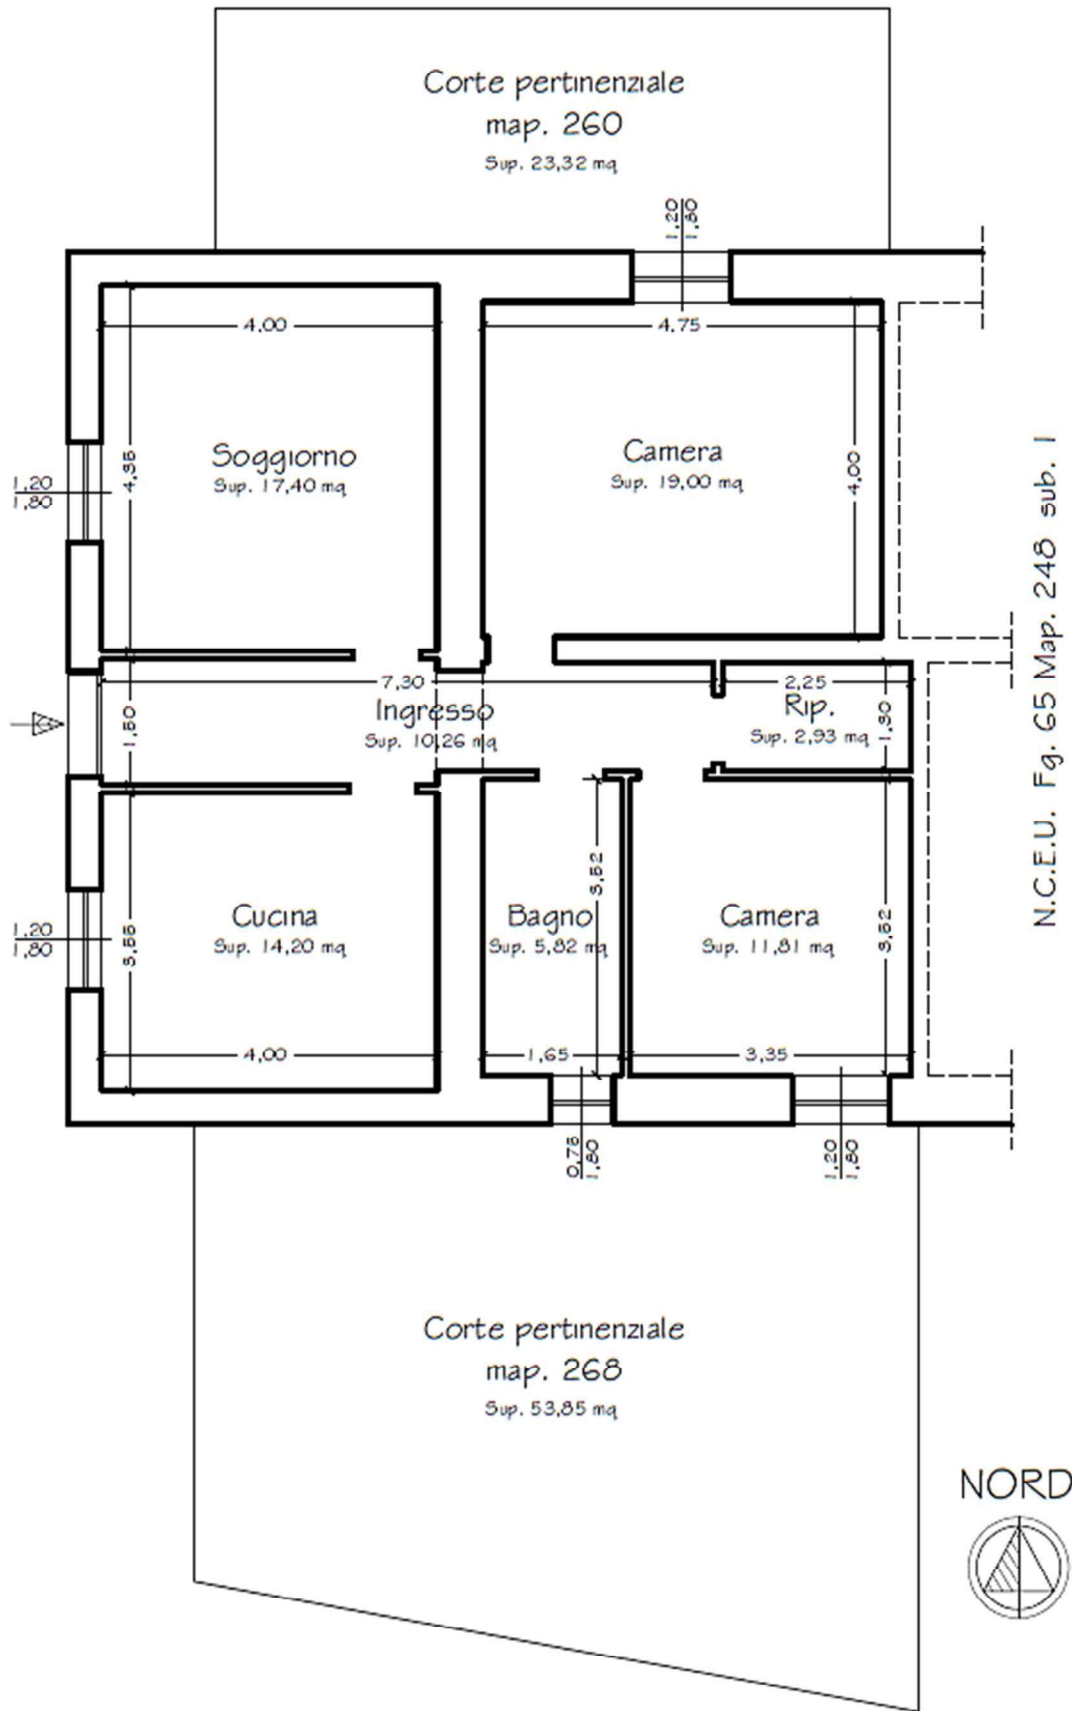 Corte pertinenziale
map. 260
Sup. 23,32 mq
1,20
1,80
4,00
4,75
Soggiorno
Sup. 17,40 mq
4,35
Camera
Sup. 19,00 mq
4,00
1,20
1,80
7,30
2,25
Ingresso
Sup. 10,26 mq
1,50
Rip.
Sup. 2,93 mq
1,30
Cucina
Sup. 14,20 mq
3,55
4,00
1,20
1,80
Bagno
Sup. 5,82 mq
3,52
1,65
Camera
Sup. 11,81 mq
3,52
3,35
0,75
1,80
1,20
1,80
N.C.E.U. Fg. 65 Map. 248 sub. 1
Corte pertinenziale
map. 268
Sup. 53,85 mq
NORD